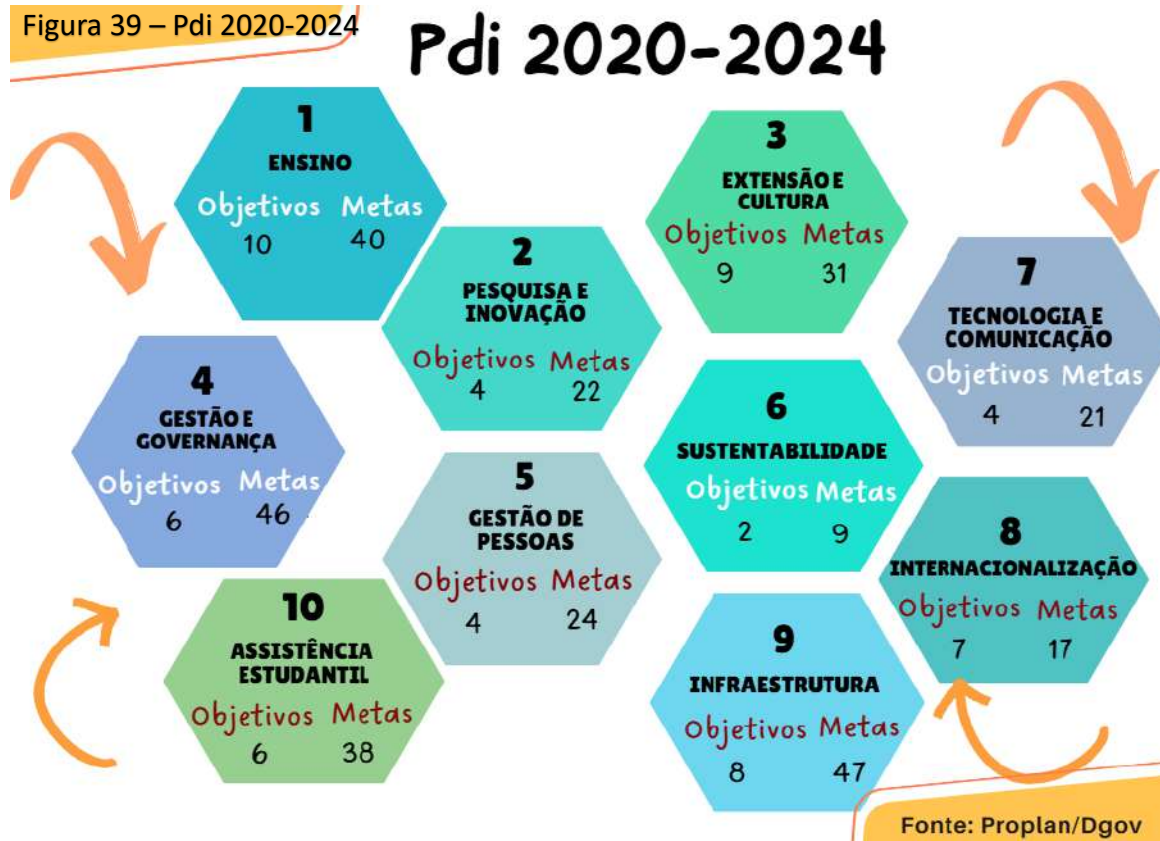 Figura 39 – Pdi 2020-2024
Pdi 2020-2024
1
ENSINO
Objetivos Metas
10 40
2
PESQUISA E
INOVAÇÃO
Objetivos Metas
4 22
3
EXTENSÃO E
CULTURA
Objetivos Metas
9 31
4
GESTÃO E
GOVERNANÇA
Objetivos Metas
6 46
5
GESTÃO DE
PESSOAS
Objetivos Metas
4 24
6
SUSTENTABILIDADE
Objetivos Metas
2 9
7
TECNOLOGIA E
COMUNICAÇÃO
Objetivos Metas
4 21
8
INTERNACIONALIZAÇÃO
Objetivos Metas
7 17
9
INFRAESTRUTURA
Objetivos Metas
8 47
10
ASSISTÊNCIA
ESTUDANTIL
Objetivos Metas
6 38
Fonte: Proplan/Dgov